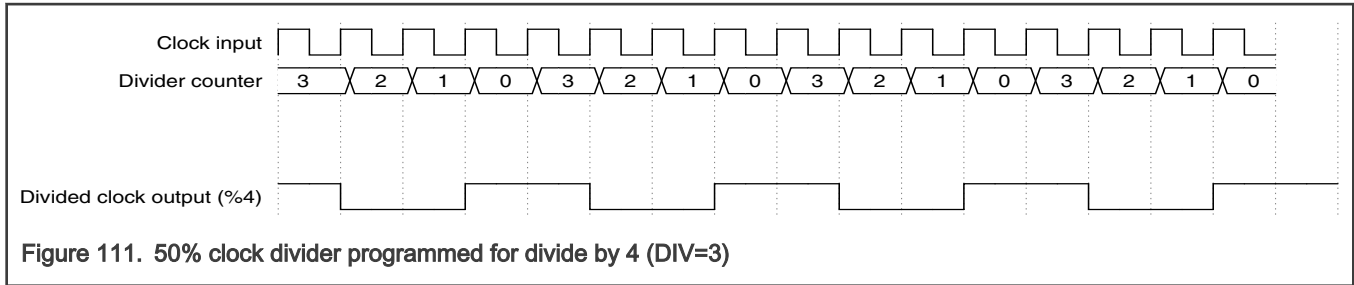 Clock input
Divider counter 3 2 1 0 3 2 1 0 3 2 1 0 3 2 1 0
Divided clock output (%4)
Figure 111. 50% clock divider programmed for divide by 4 (DIV=3)